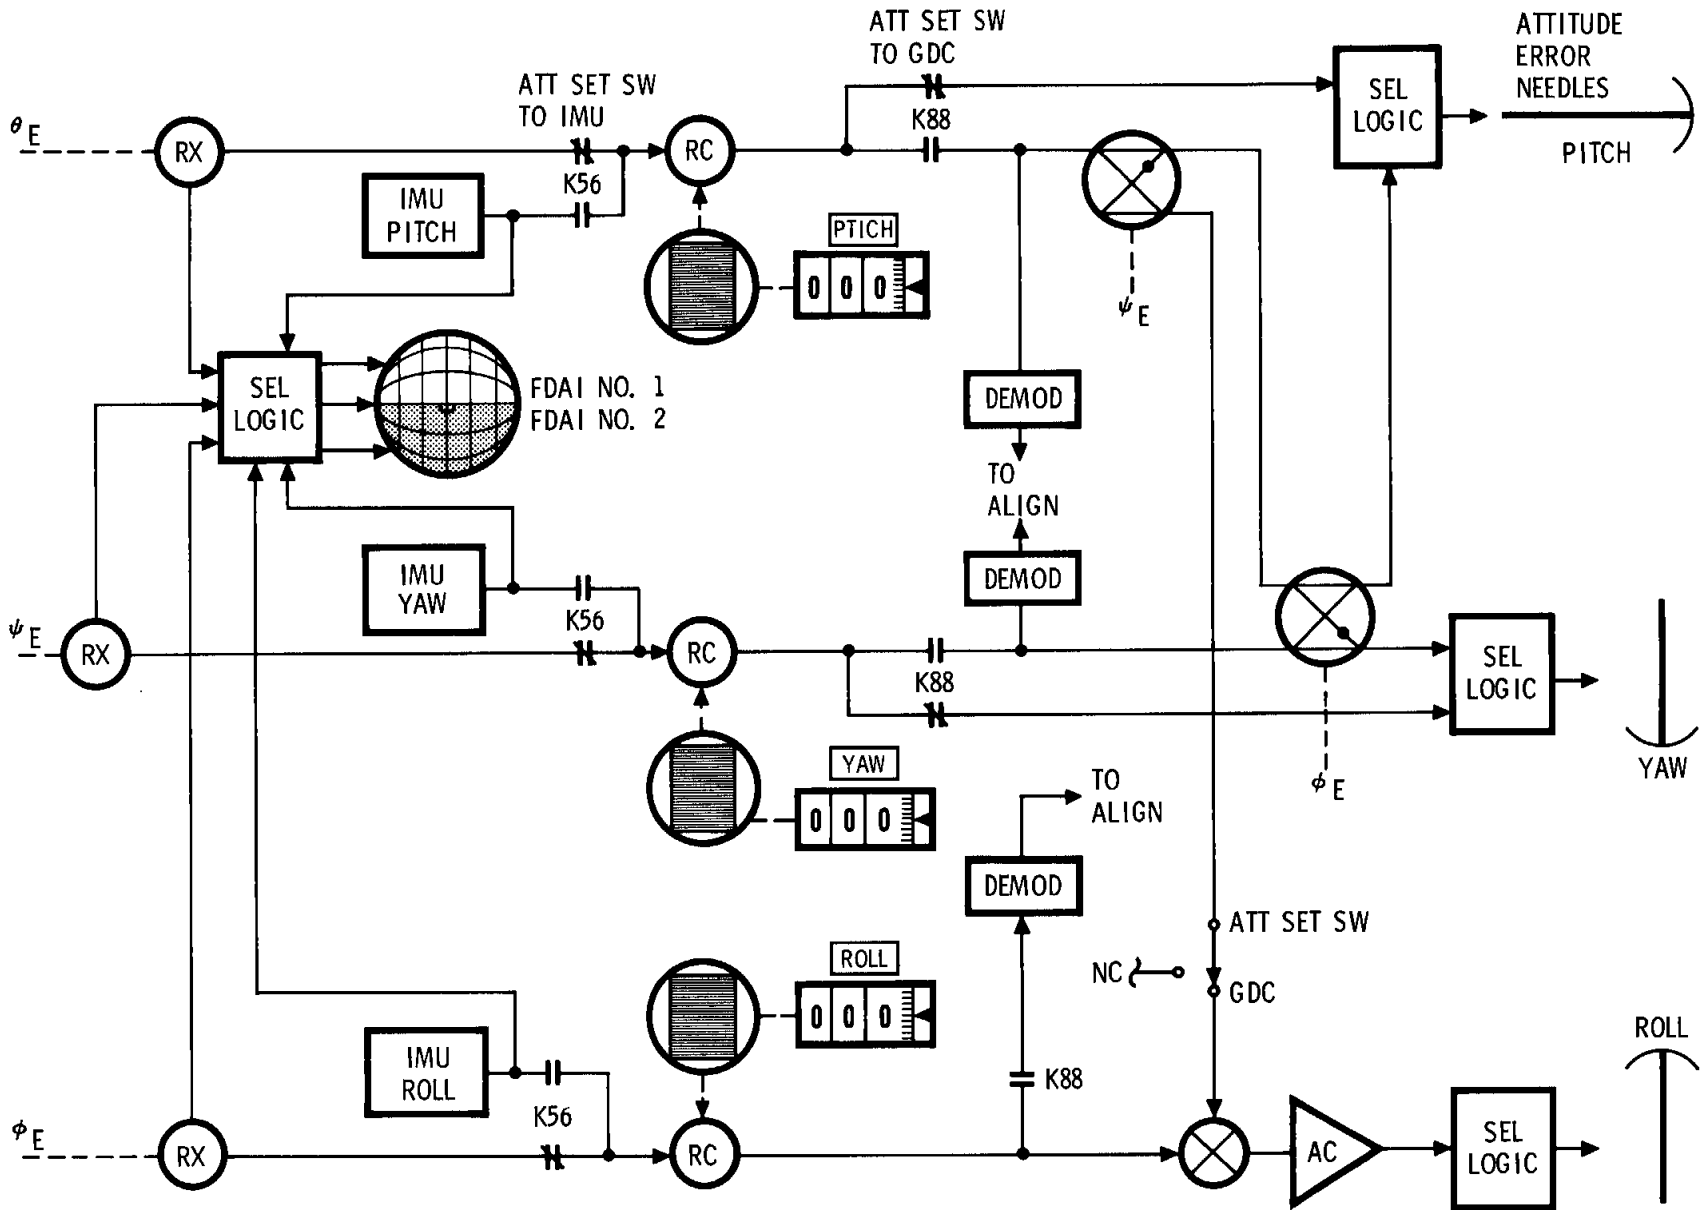 ATT SET SW
TO GDC
ATTITUDE
ERROR
NEEDLES
ATT SET SW
TO IMU
SEL
LOGIC
θE
RX
RC
K88
PITCH
K56
IMU
PITCH
PTICH
0 0 0
ψE
SEL
LOGIC
FDAI NO. 1
FDAI NO. 2
DEMOD
TO
ALIGN
IMU
YAW
DEMOD
K56
ψE
RX
RC
K88
SEL
LOGIC
YAW
0 0 0
φE
YAW
TO
ALIGN
DEMOD
ATT SET SW
ROLL
NC
GDC
0 0 0
ROLL
IMU
ROLL
K88
K56
φE
RX
RC
AC
SEL
LOGIC